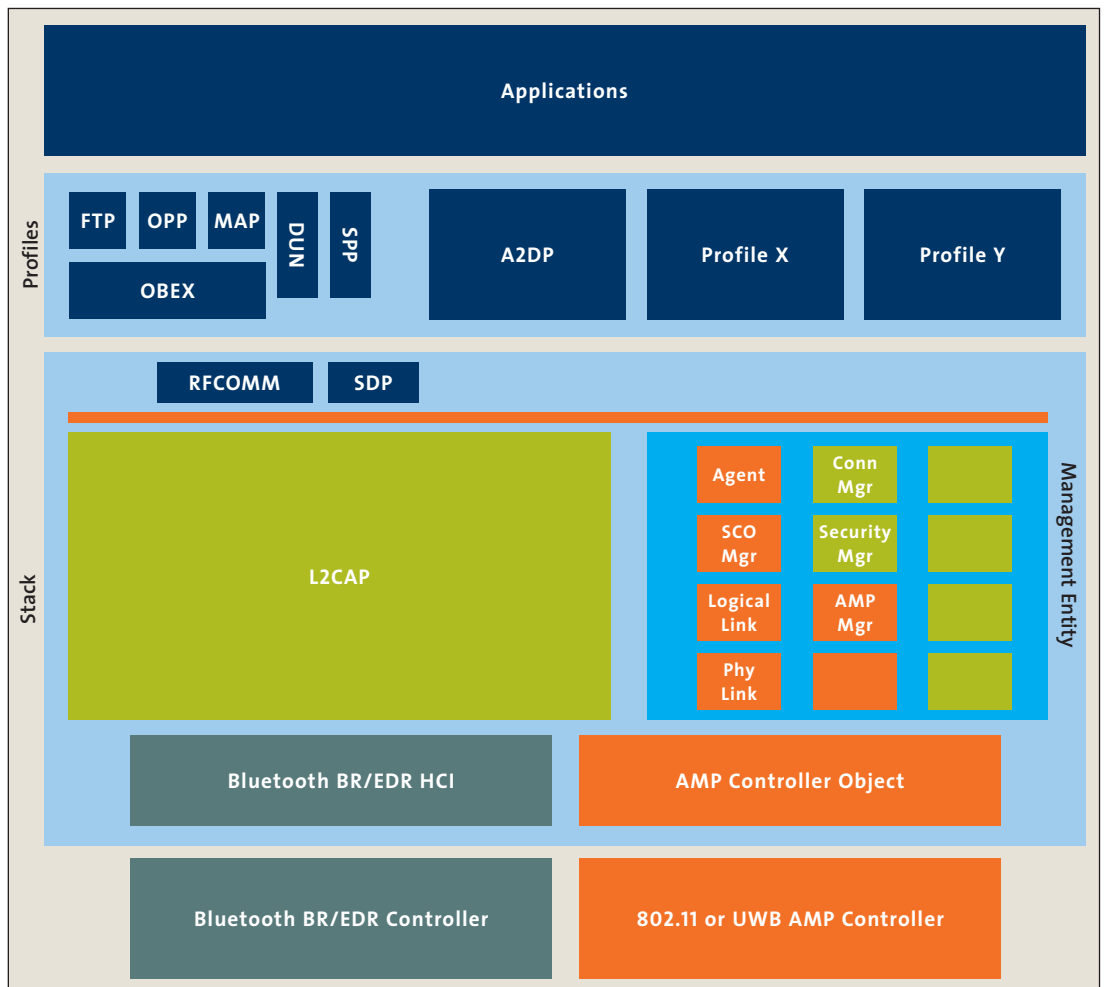 Applications
Profiles
FTP
OPP
MAP
DUN
SPP
OBEX
A2DP
Profile X
Profile Y
Stack
RFCOMM
SDP
L2CAP
Agent
Conn
Mgr
SCO
Mgr
Security
Mgr
Logical
Link
AMP
Mgr
Phy
Link
Management Entity
Bluetooth BR/EDR HCI
AMP Controller Object
Bluetooth BR/EDR Controller
802.11 or UWB AMP Controller